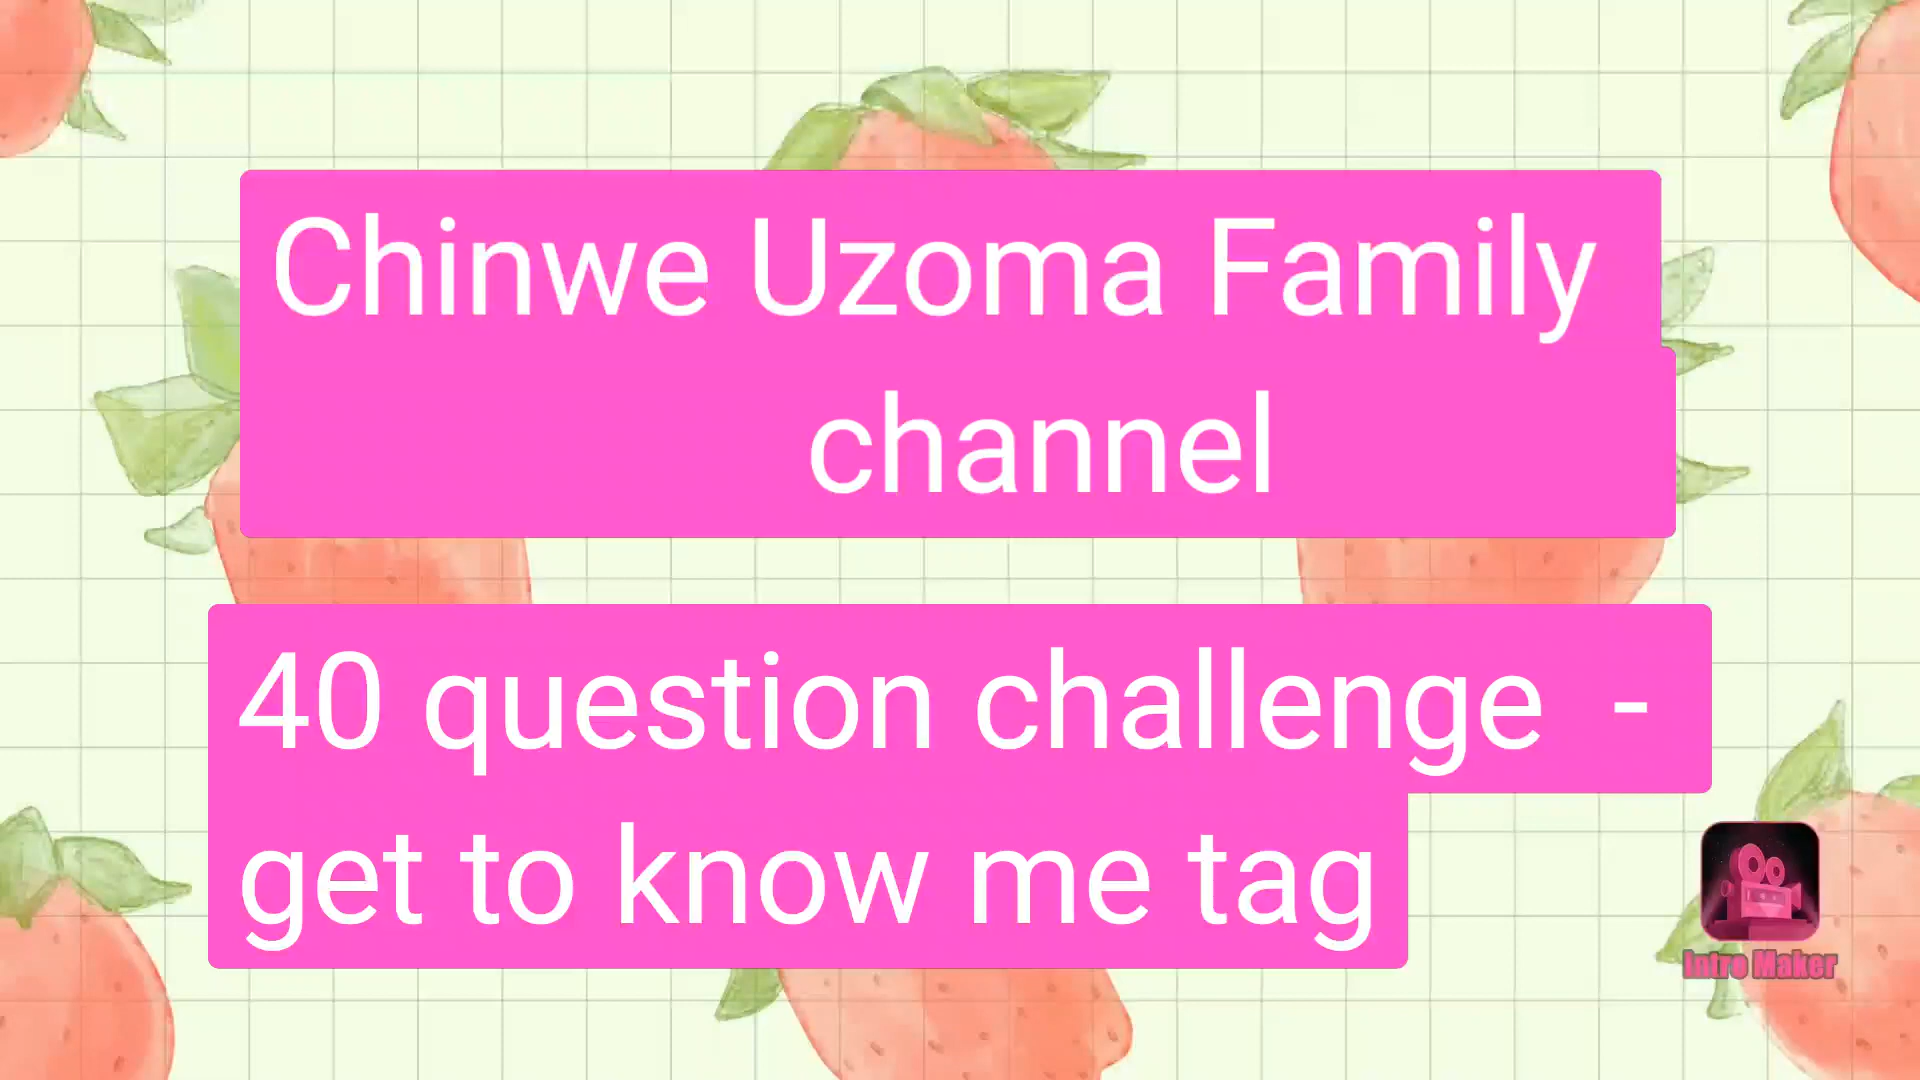 Chinwe Uzoma Family
channel
40 question challenge  -
get to know me tag
Intro Maker